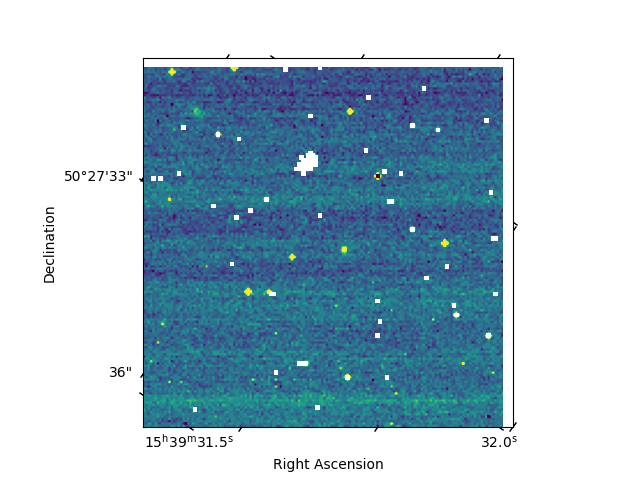 50°27'33"
Declination
36"
15ʰ39ᵐ31.5ˢ
32.0ˢ
Right Ascension